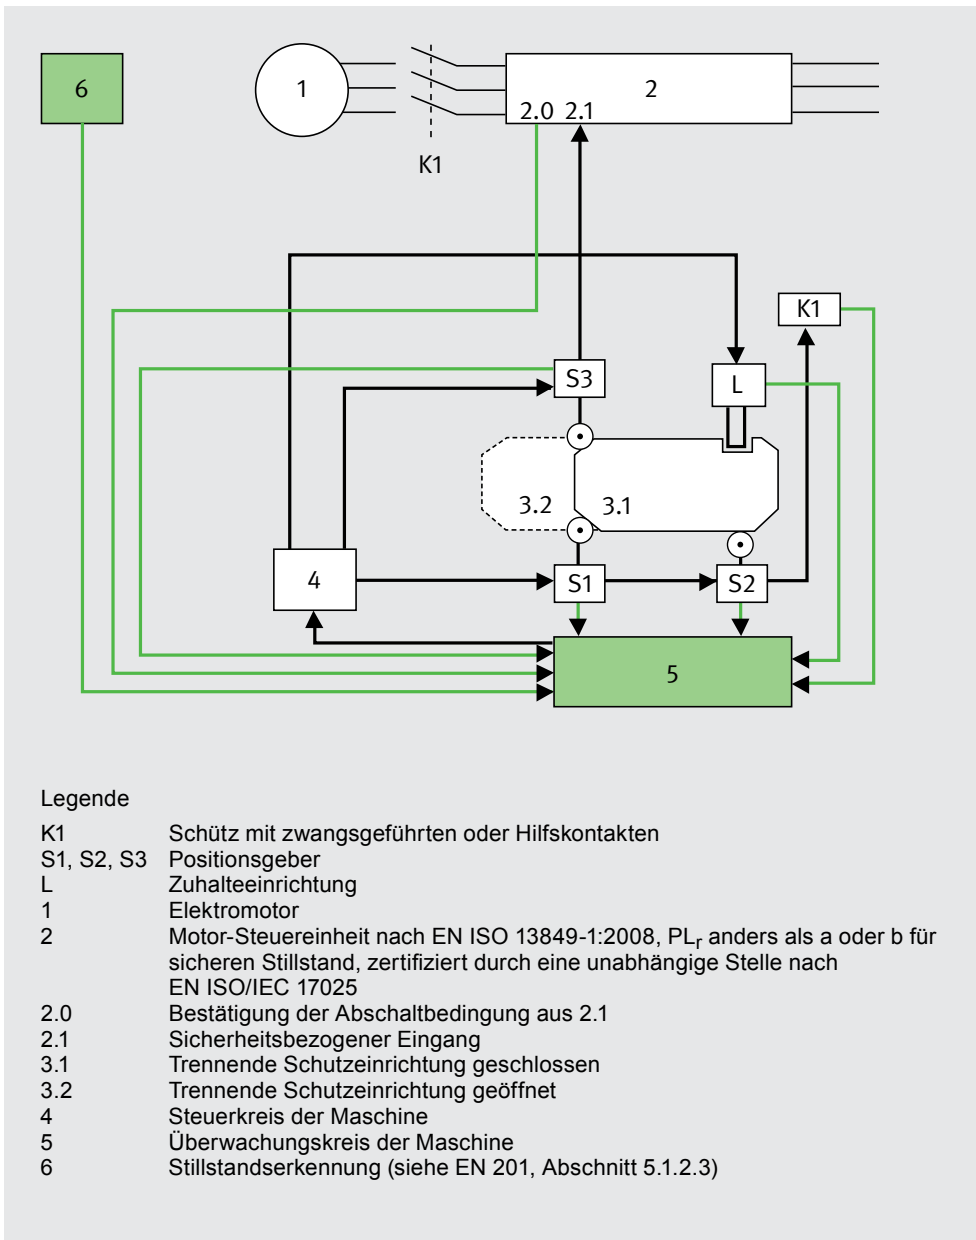 6
1
2
2.0 2.1
K1
K1
S3
L
3.2
3.1
4
S1
S2
5
Legende
K1 Schütz mit zwangsgeführten oder Hilfskontakten
S1, S2, S3 Positionsgeber
L Zuhalteeinrichtung
1 Elektromotor
2 Motor-Steuereinheit nach EN ISO 13849-1:2008, PLr anders als a oder b für
sicheren Stillstand, zertifiziert durch eine unabhängige Stelle nach
EN ISO/IEC 17025
2.0 Bestätigung der Abschaltbedingung aus 2.1
2.1 Sicherheitsbezogener Eingang
3.1 Trennende Schutzeinrichtung geschlossen
3.2 Trennende Schutzeinrichtung geöffnet
4 Steuerkreis der Maschine
5 Überwachungskreis der Maschine
6 Stillstandserkennung (siehe EN 201, Abschnitt 5.1.2.3)